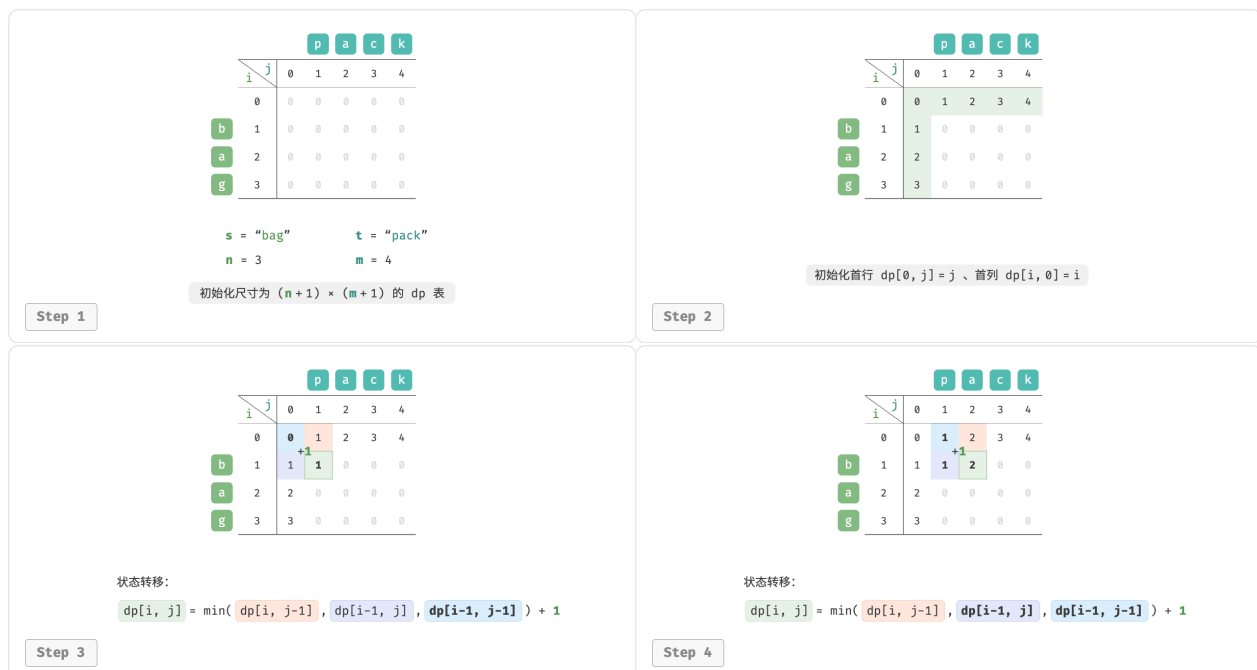 p a c k
j
i
0 1 2 3 4
0 0 0 0 0 0
b 1 0 0 0 0 0
a 2 0 0 0 0 0
g 3 0 0 0 0 0
s = “bag” t = “pack”
n = 3 m = 4
初始化尺寸为 (n+1) × (m+1) 的 dp 表
Step 1
p a c k
j
i
0 1 2 3 4
0 0 1 2 3 4
b 1 1 0 0 0 0
a 2 2 0 0 0 0
g 3 3 0 0 0 0
初始化首行 dp[0,j]=j 、首列 dp[i,0]=i
Step 2
p a c k
j
i
0 1 2 3 4
0 0 1 2 3 4
+1
b 1 1 1 0 0 0
a 2 2 0 0 0 0
g 3 3 0 0 0 0
状态转移：
dp[i, j] = min( dp[i, j-1] , dp[i-1, j] , dp[i-1, j-1] ) + 1
Step 3
p a c k
j
i
0 1 2 3 4
0 0 1 2 3 4
+1
b 1 1 1 2 0 0
a 2 2 0 0 0 0
g 3 3 0 0 0 0
状态转移：
dp[i, j] = min( dp[i, j-1] , dp[i-1, j] , dp[i-1, j-1] ) + 1
Step 4